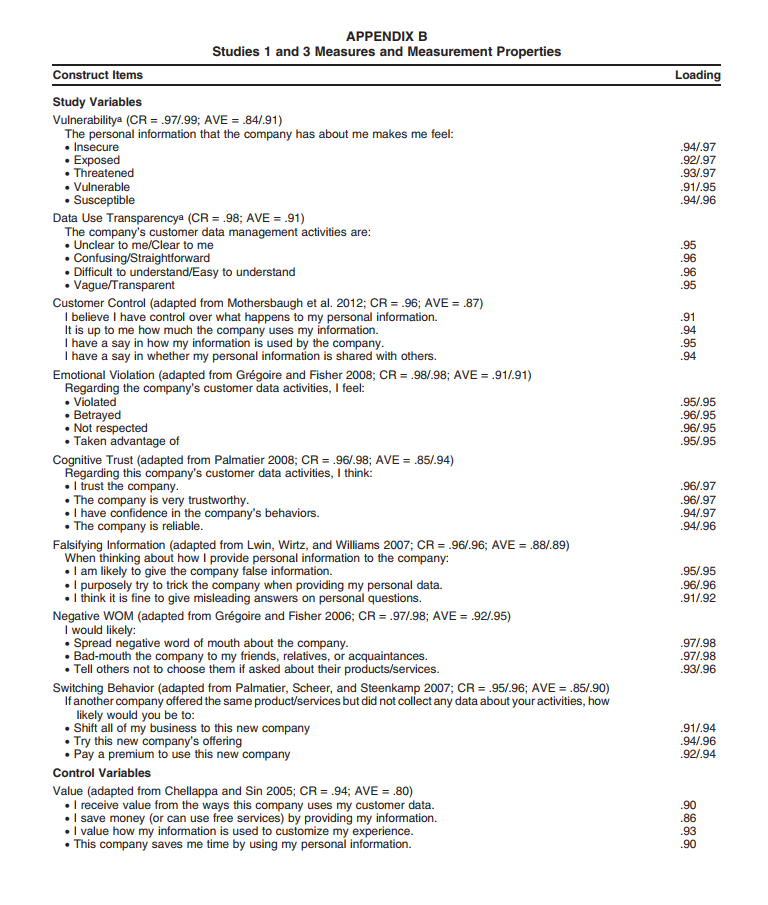 APPENDIX B
Studies 1 and 3 Measures and Measurement Properties
Construct Items Loading
Study Variables
Vulnerabilityᵃ (CR = .97/.99; AVE = .84/.91)
The personal information that the company has about me makes me feel:
• Insecure .94/.97
• Exposed .92/.97
• Threatened .93/.97
• Vulnerable .91/.95
• Susceptible .94/.96
Data Use Transparencyᵃ (CR = .98; AVE = .91)
The company's customer data management activities are:
• Unclear to me/Clear to me .95
• Confusing/Straightforward .96
• Difficult to understand/Easy to understand .96
• Vague/Transparent .95
Customer Control (adapted from Mothersbaugh et al. 2012; CR = .96; AVE = .87)
I believe I have control over what happens to my personal information. .91
It is up to me how much the company uses my information. .94
I have a say in how my information is used by the company. .95
I have a say in whether my personal information is shared with others. .94
Emotional Violation (adapted from Grégoire and Fisher 2008; CR = .98/.98; AVE = .91/.91)
Regarding the company's customer data activities, I feel:
• Violated .95/.95
• Betrayed .96/.95
• Not respected .96/.95
• Taken advantage of .95/.95
Cognitive Trust (adapted from Palmatier 2008; CR = .96/.98; AVE = .85/.94)
Regarding this company's customer data activities, I think:
• I trust the company. .96/.97
• The company is very trustworthy. .96/.97
• I have confidence in the company's behaviors. .94/.97
• The company is reliable. .94/.96
Falsifying Information (adapted from Lwin, Wirtz, and Williams 2007; CR = .96/.96; AVE = .88/.89)
When thinking about how I provide personal information to the company:
• I am likely to give the company false information. .95/.95
• I purposely try to trick the company when providing my personal data. .96/.96
• I think it is fine to give misleading answers on personal questions. .91/.92
Negative WOM (adapted from Grégoire and Fisher 2006; CR = .97/.98; AVE = .92/.95)
I would likely:
• Spread negative word of mouth about the company. .97/.98
• Bad-mouth the company to my friends, relatives, or acquaintances. .97/.98
• Tell others not to choose them if asked about their products/services. .93/.96
Switching Behavior (adapted from Palmatier, Scheer, and Steenkamp 2007; CR = .95/.96; AVE = .85/.90)
If another company offered the same product/services but did not collect any data about your activities, how
likely would you be to:
• Shift all of my business to this new company .91/.94
• Try this new company's offering .94/.96
• Pay a premium to use this new company .92/.94
Control Variables
Value (adapted from Chellappa and Sin 2005; CR = .94; AVE = .80)
• I receive value from the ways this company uses my customer data. .90
• I save money (or can use free services) by providing my information. .86
• I value how my information is used to customize my experience. .93
• This company saves me time by using my personal information. .90